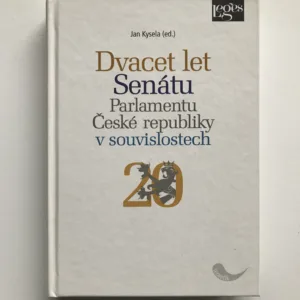 Leges
Jan Kysela (ed.)
Dvacet let
Senátu
Parlamentu
České republiky
v souvislostech
20